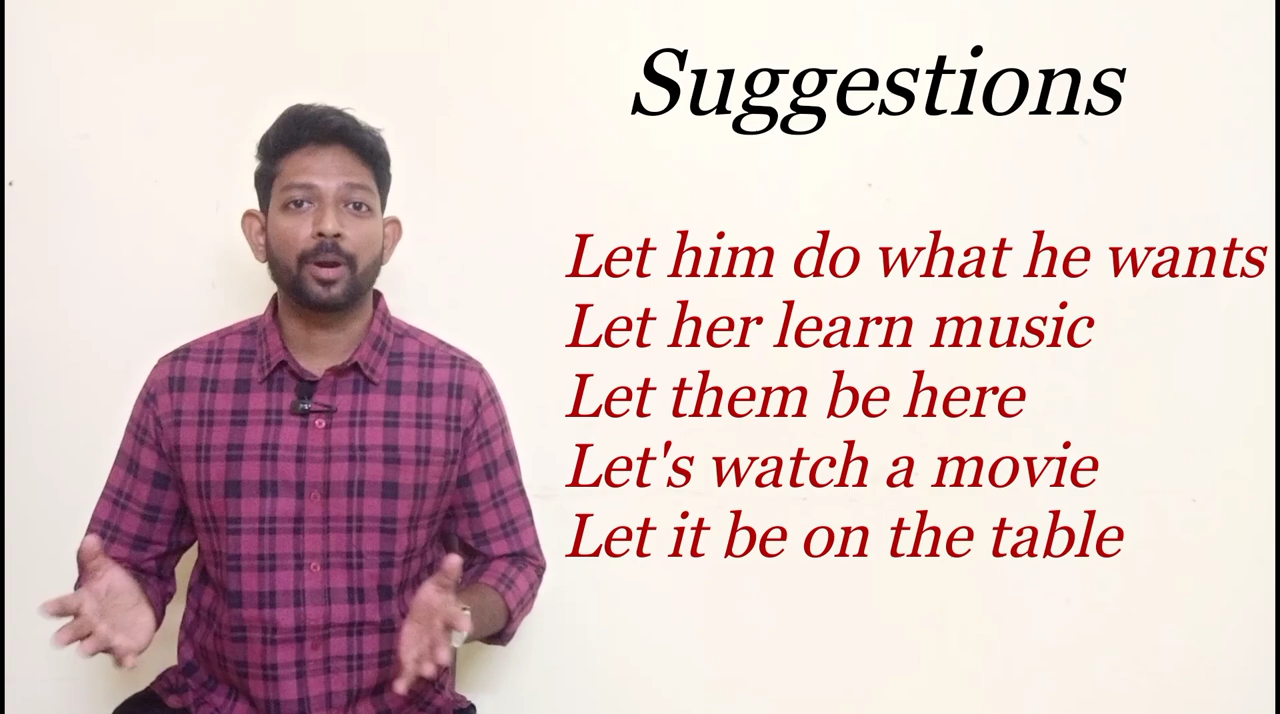 Suggestions
Let him do what he wants
Let her learn music
Let them be here
Let's watch a movie
Let it be on the table